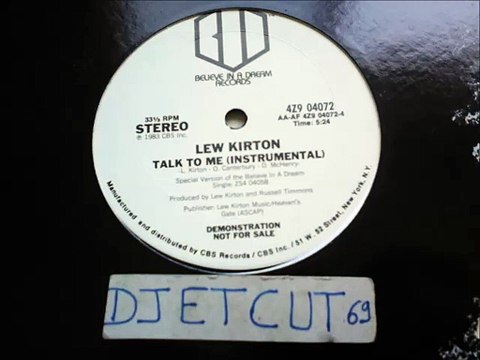 BELIEVE IN A DREAM
RECORDS
33⅓ RPM
STEREO
℗ 1983 CBS Inc.
4Z9 04072
AA-AF 4Z9 04072-4
Time: 5:24
LEW KIRTON
TALK TO ME (INSTRUMENTAL)
- L. Kirton - D. Canterbury - D. McHenry -
Special Version of the Believe In A Dream
Single: ZS4 04058
Produced by Lew Kirton and Russell Timmons
Publisher: Lew Kirton Music/Heaven's
Gate (ASCAP)
DEMONSTRATION
NOT FOR SALE
Manufactured and distributed by CBS Records / CBS Inc. / 51 W. 52 Street, New York, N.Y.
DJETCUT.69